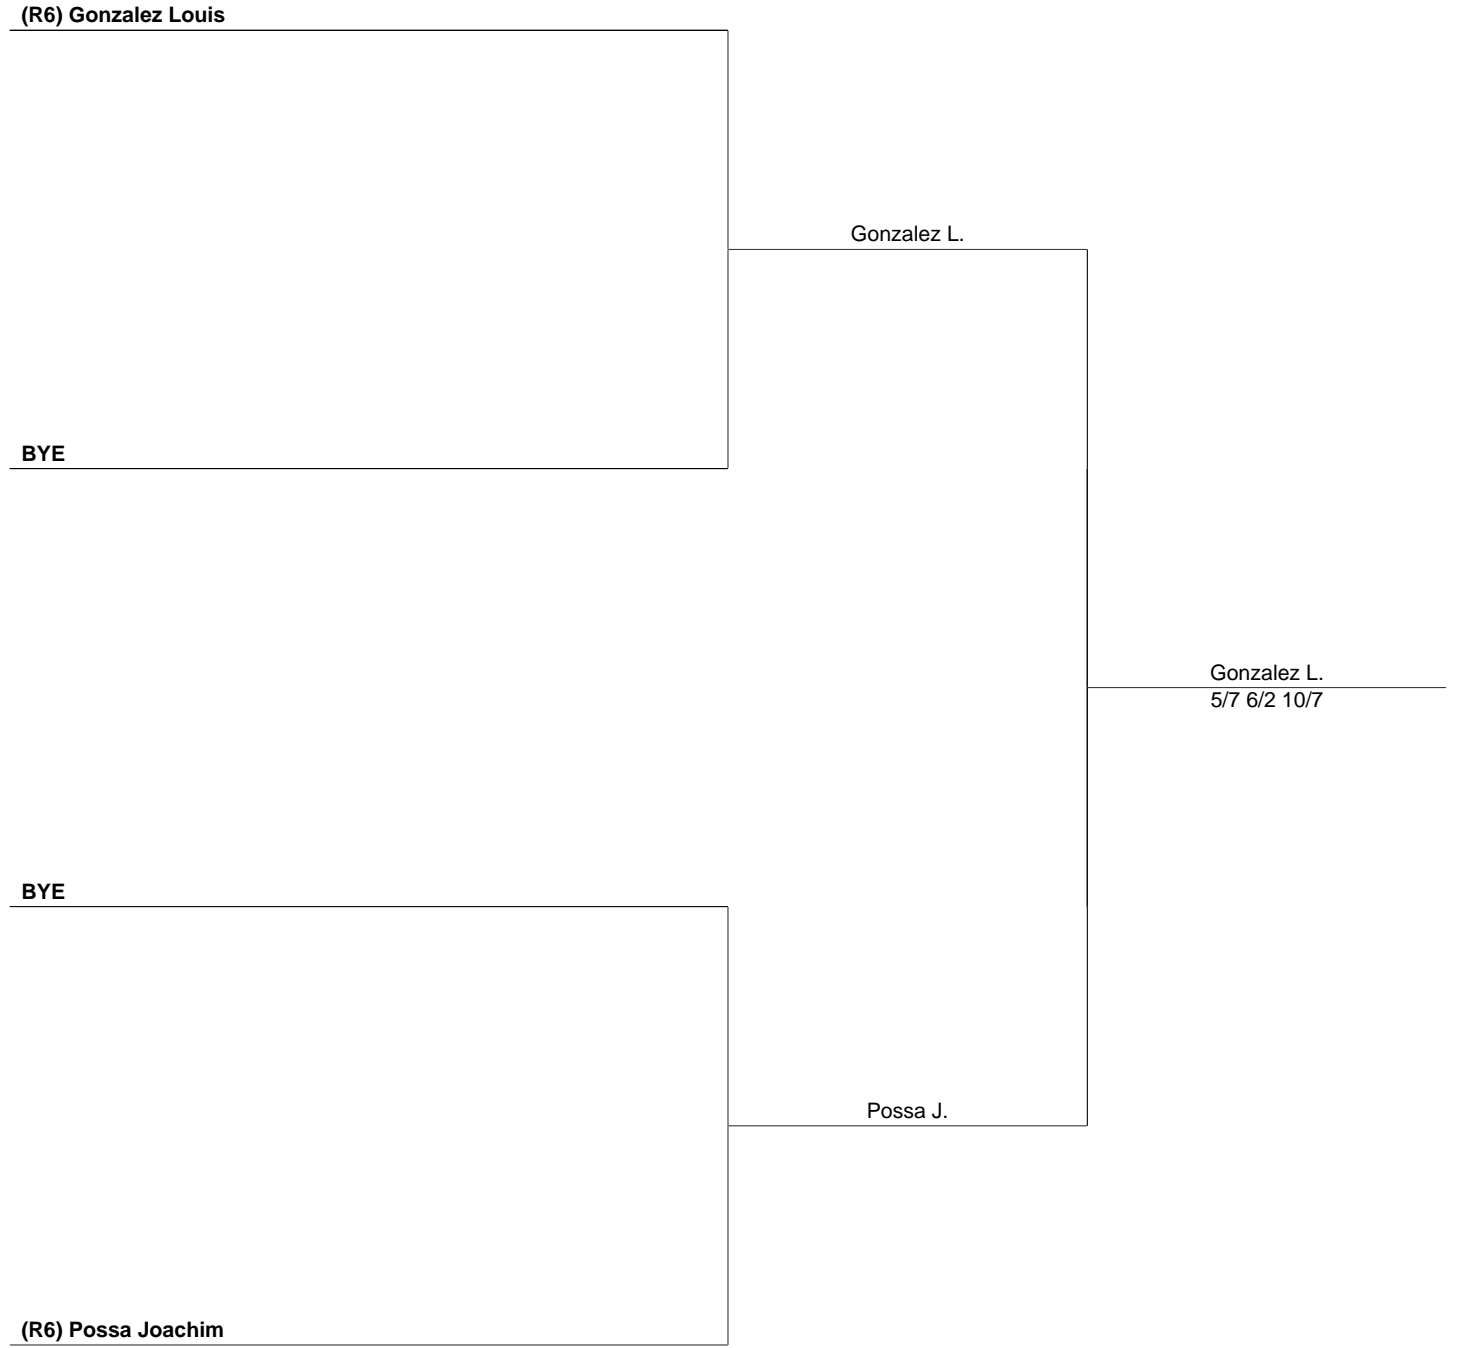 (R6) Gonzalez Louis
Gonzalez L.
BYE
Gonzalez L.
5/7 6/2 10/7
BYE
Possa J.
(R6) Possa Joachim